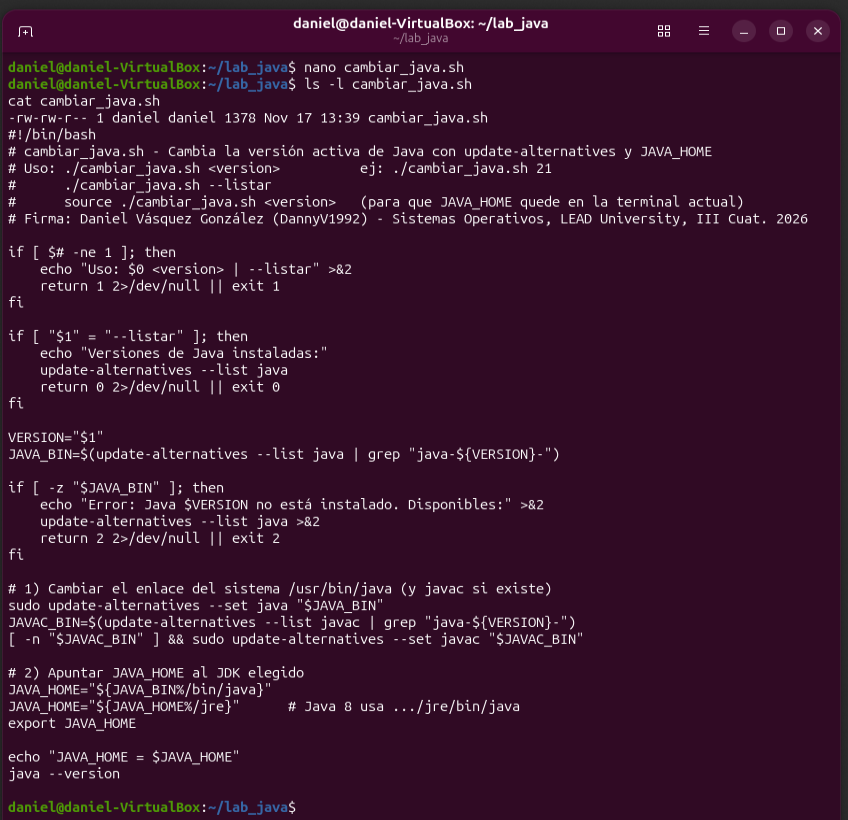 daniel@daniel-VirtualBox: ~/lab_java
~/lab_java
daniel@daniel-VirtualBox:~/lab_java$ nano cambiar_java.sh
daniel@daniel-VirtualBox:~/lab_java$ ls -l cambiar_java.sh
cat cambiar_java.sh
-rw-rw-r-- 1 daniel daniel 1378 Nov 17 13:39 cambiar_java.sh
#!/bin/bash
# cambiar_java.sh - Cambia la versión activa de Java con update-alternatives y JAVA_HOME
# Uso: ./cambiar_java.sh <version>          ej: ./cambiar_java.sh 21
#      ./cambiar_java.sh --listar
#      source ./cambiar_java.sh <version>   (para que JAVA_HOME quede en la terminal actual)
# Firma: Daniel Vásquez González (DannyV1992) - Sistemas Operativos, LEAD University, III Cuat. 2026

if [ $# -ne 1 ]; then
    echo "Uso: $0 <version> | --listar" >&2
    return 1 2>/dev/null || exit 1
fi

if [ "$1" = "--listar" ]; then
    echo "Versiones de Java instaladas:"
    update-alternatives --list java
    return 0 2>/dev/null || exit 0
fi

VERSION="$1"
JAVA_BIN=$(update-alternatives --list java | grep "java-${VERSION}-")

if [ -z "$JAVA_BIN" ]; then
    echo "Error: Java $VERSION no está instalado. Disponibles:" >&2
    update-alternatives --list java >&2
    return 2 2>/dev/null || exit 2
fi

# 1) Cambiar el enlace del sistema /usr/bin/java (y javac si existe)
sudo update-alternatives --set java "$JAVA_BIN"
JAVAC_BIN=$(update-alternatives --list javac | grep "java-${VERSION}-")
[ -n "$JAVAC_BIN" ] && sudo update-alternatives --set javac "$JAVAC_BIN"

# 2) Apuntar JAVA_HOME al JDK elegido
JAVA_HOME="${JAVA_BIN%/bin/java}"
JAVA_HOME="${JAVA_HOME%/jre}"      # Java 8 usa .../jre/bin/java
export JAVA_HOME

echo "JAVA_HOME = $JAVA_HOME"
java --version

daniel@daniel-VirtualBox:~/lab_java$